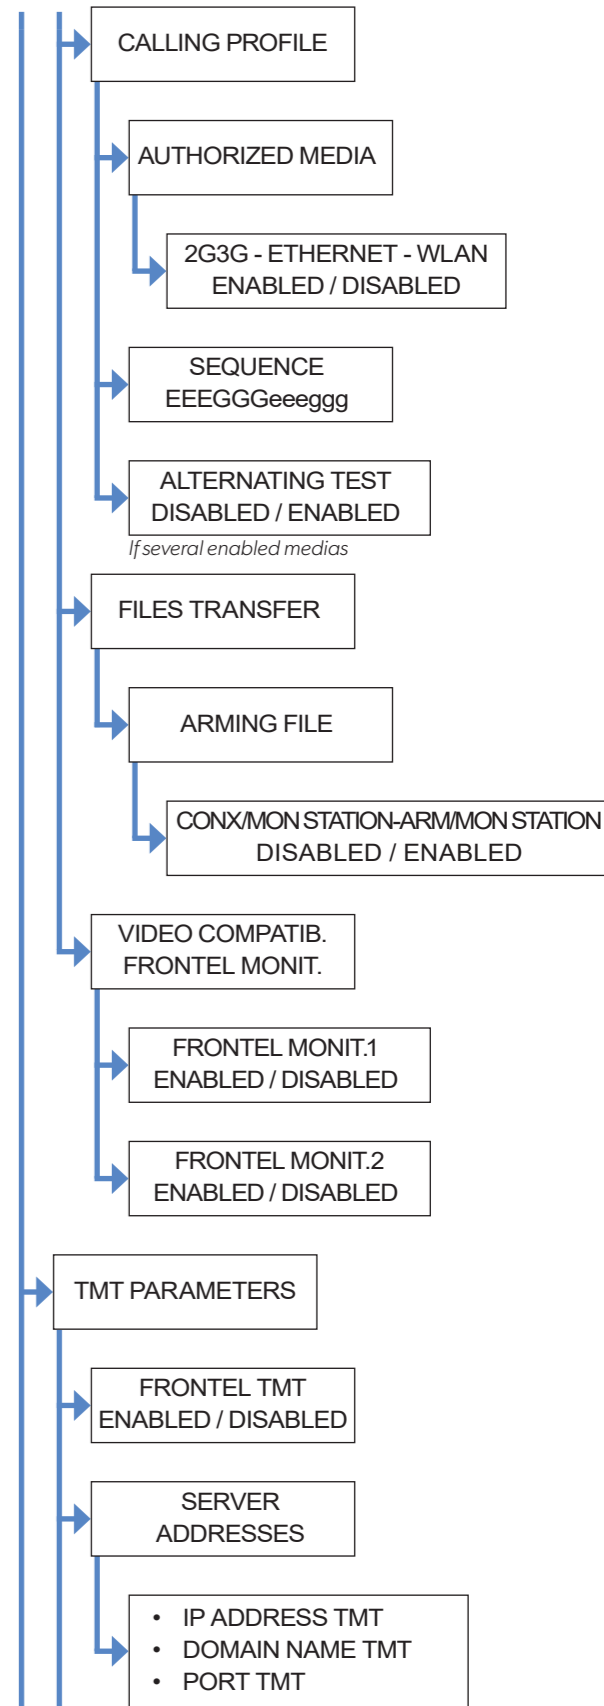 CALLING PROFILE
AUTHORIZED MEDIA
2G3G - ETHERNET - WLAN
ENABLED / DISABLED
SEQUENCE
EEEGGGeeeggg
ALTERNATING TEST
DISABLED / ENABLED
If several enabled medias
FILES TRANSFER
ARMING FILE
CONX/MON STATION-ARM/MON STATION
DISABLED / ENABLED
VIDEO COMPATIB.
FRONTEL MONIT.
FRONTEL MONIT.1
ENABLED / DISABLED
FRONTEL MONIT.2
ENABLED / DISABLED
TMT PARAMETERS
FRONTEL TMT
ENABLED / DISABLED
SERVER
ADDRESSES
• IP ADDRESS TMT
• DOMAIN NAME TMT
• PORT TMT